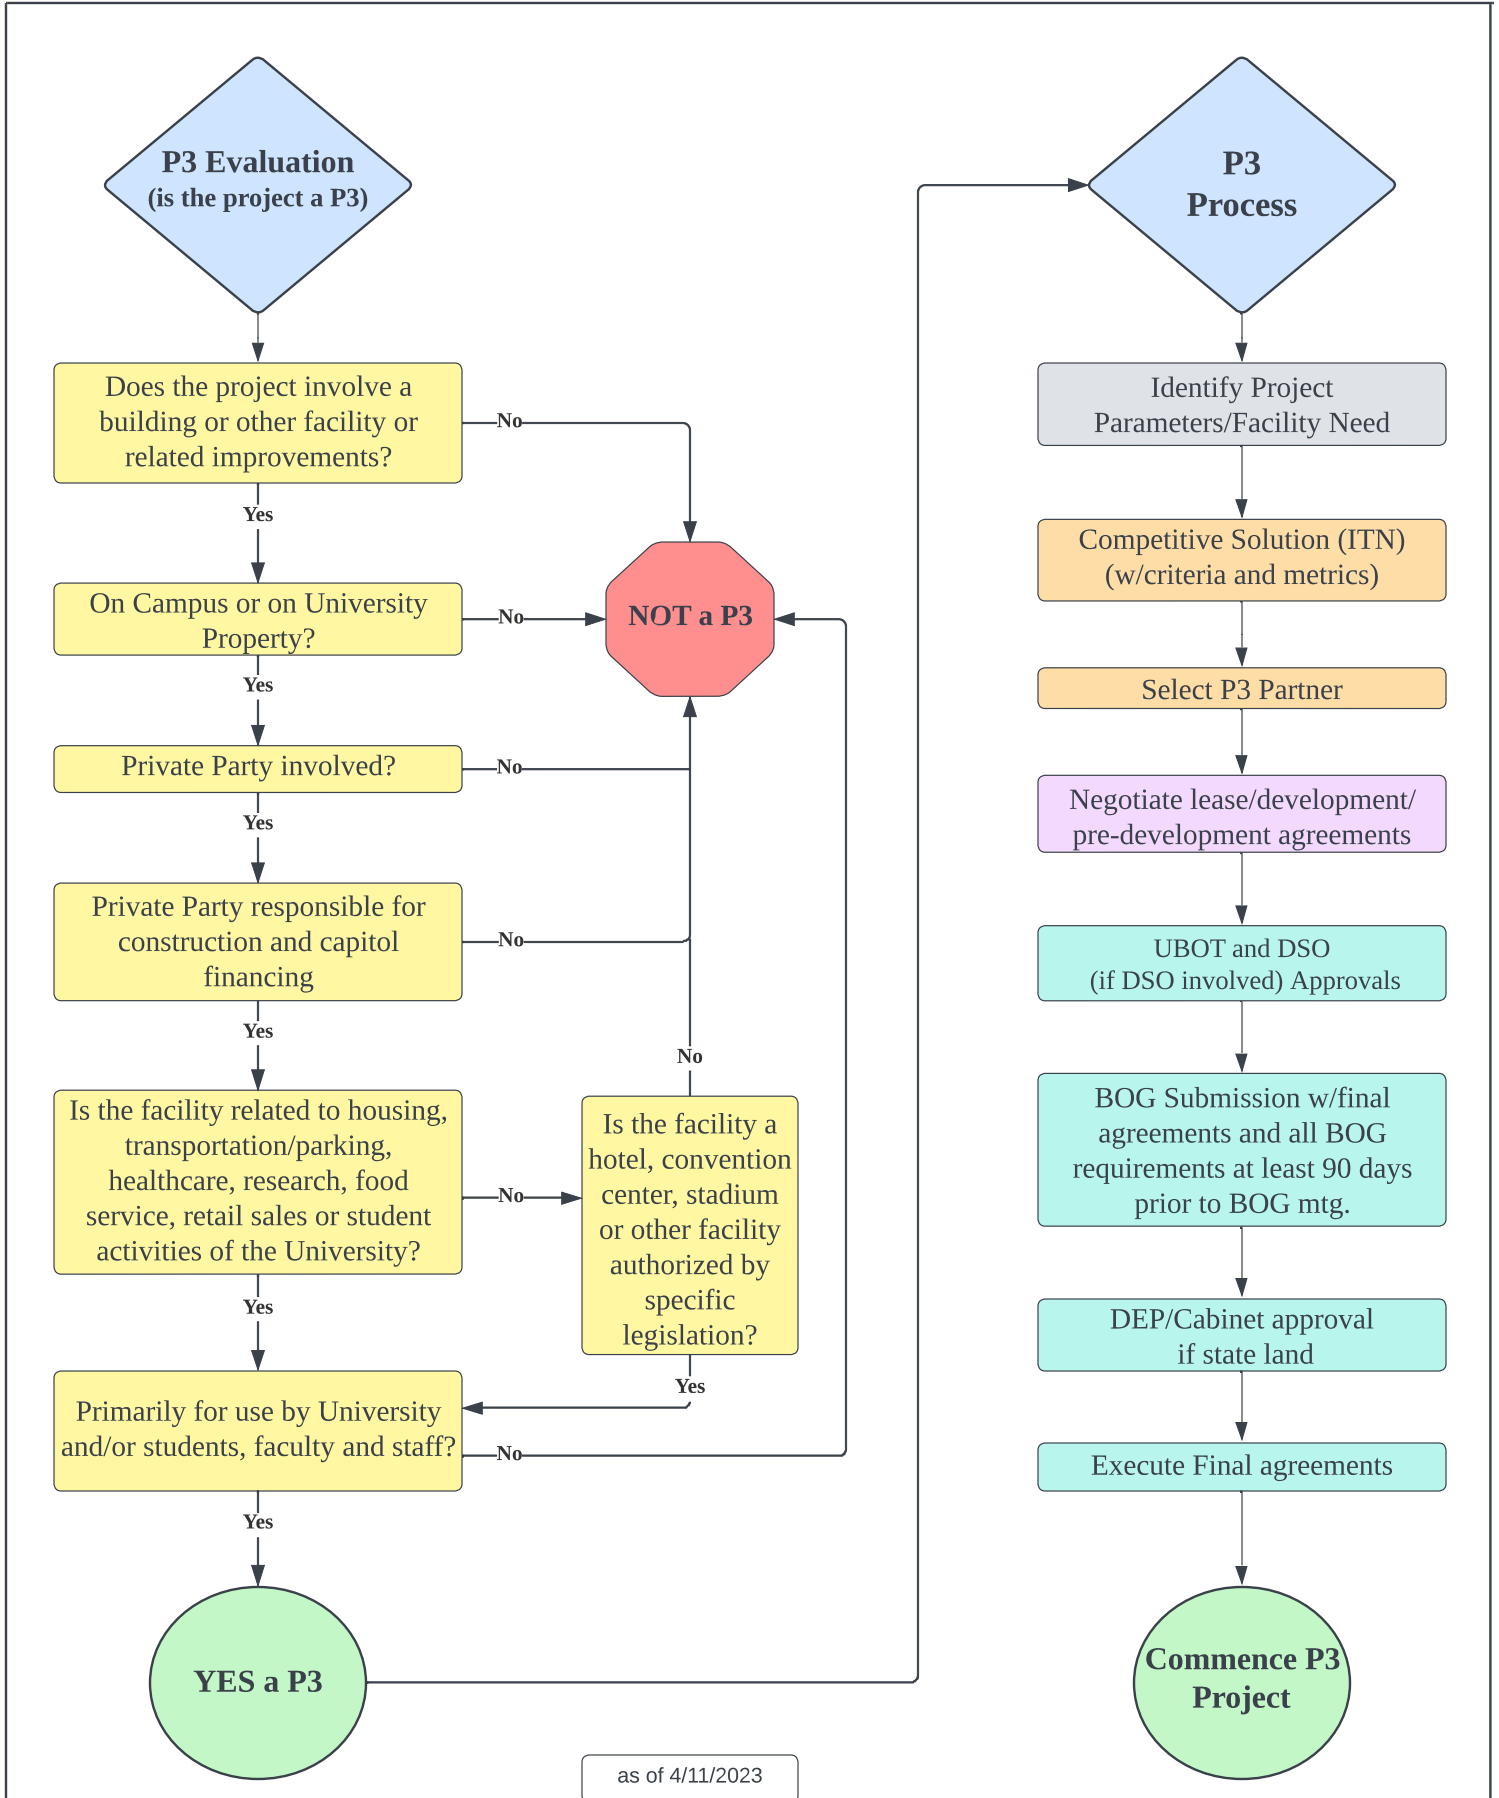 P3 Evaluation
(is the project a P3)
Does the project involve a
building or other facility or
related improvements?
No
Yes
On Campus or on University
Property?
No
NOT a P3
Yes
Private Party involved?
No
Yes
Private Party responsible for
construction and capitol
financing
No
Yes
Is the facility related to housing,
transportation/parking,
healthcare, research, food
service, retail sales or student
activities of the University?
No
No
Is the facility a
hotel, convention
center, stadium
or other facility
authorized by
specific
legislation?
Yes
Yes
Primarily for use by University
and/or students, faculty and staff?
No
Yes
YES a P3
P3
Process
Identify Project
Parameters/Facility Need
Competitive Solution (ITN)
(w/criteria and metrics)
Select P3 Partner
Negotiate lease/development/
pre-development agreements
UBOT and DSO
(if DSO involved) Approvals
BOG Submission w/final
agreements and all BOG
requirements at least 90 days
prior to BOG mtg.
DEP/Cabinet approval
if state land
Execute Final agreements
Commence P3
Project
as of 4/11/2023